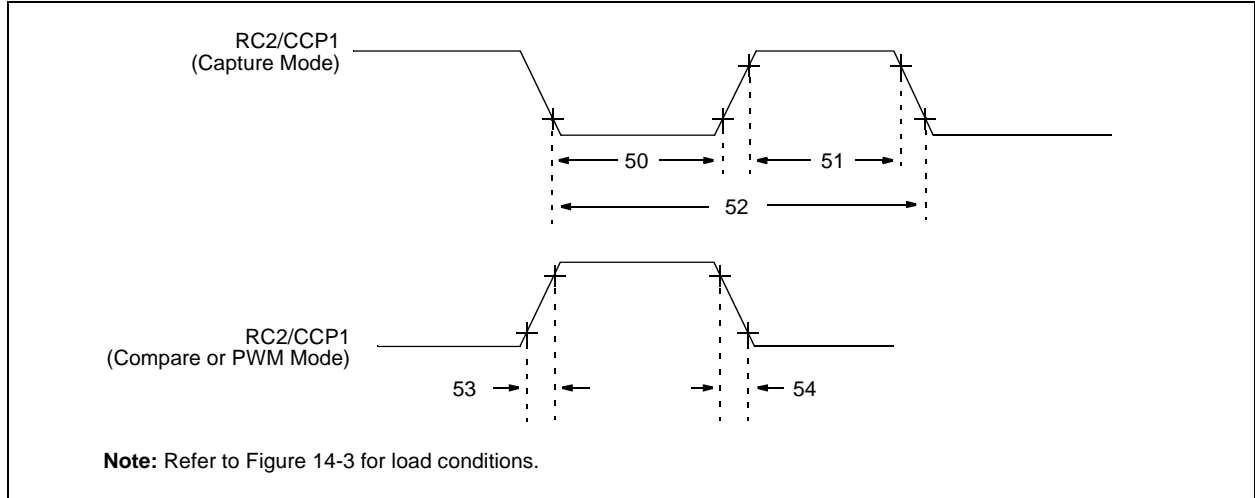 RC2/CCP1
(Capture Mode)
50
51
52
RC2/CCP1
(Compare or PWM Mode)
53
54
Note: Refer to Figure 14-3 for load conditions.